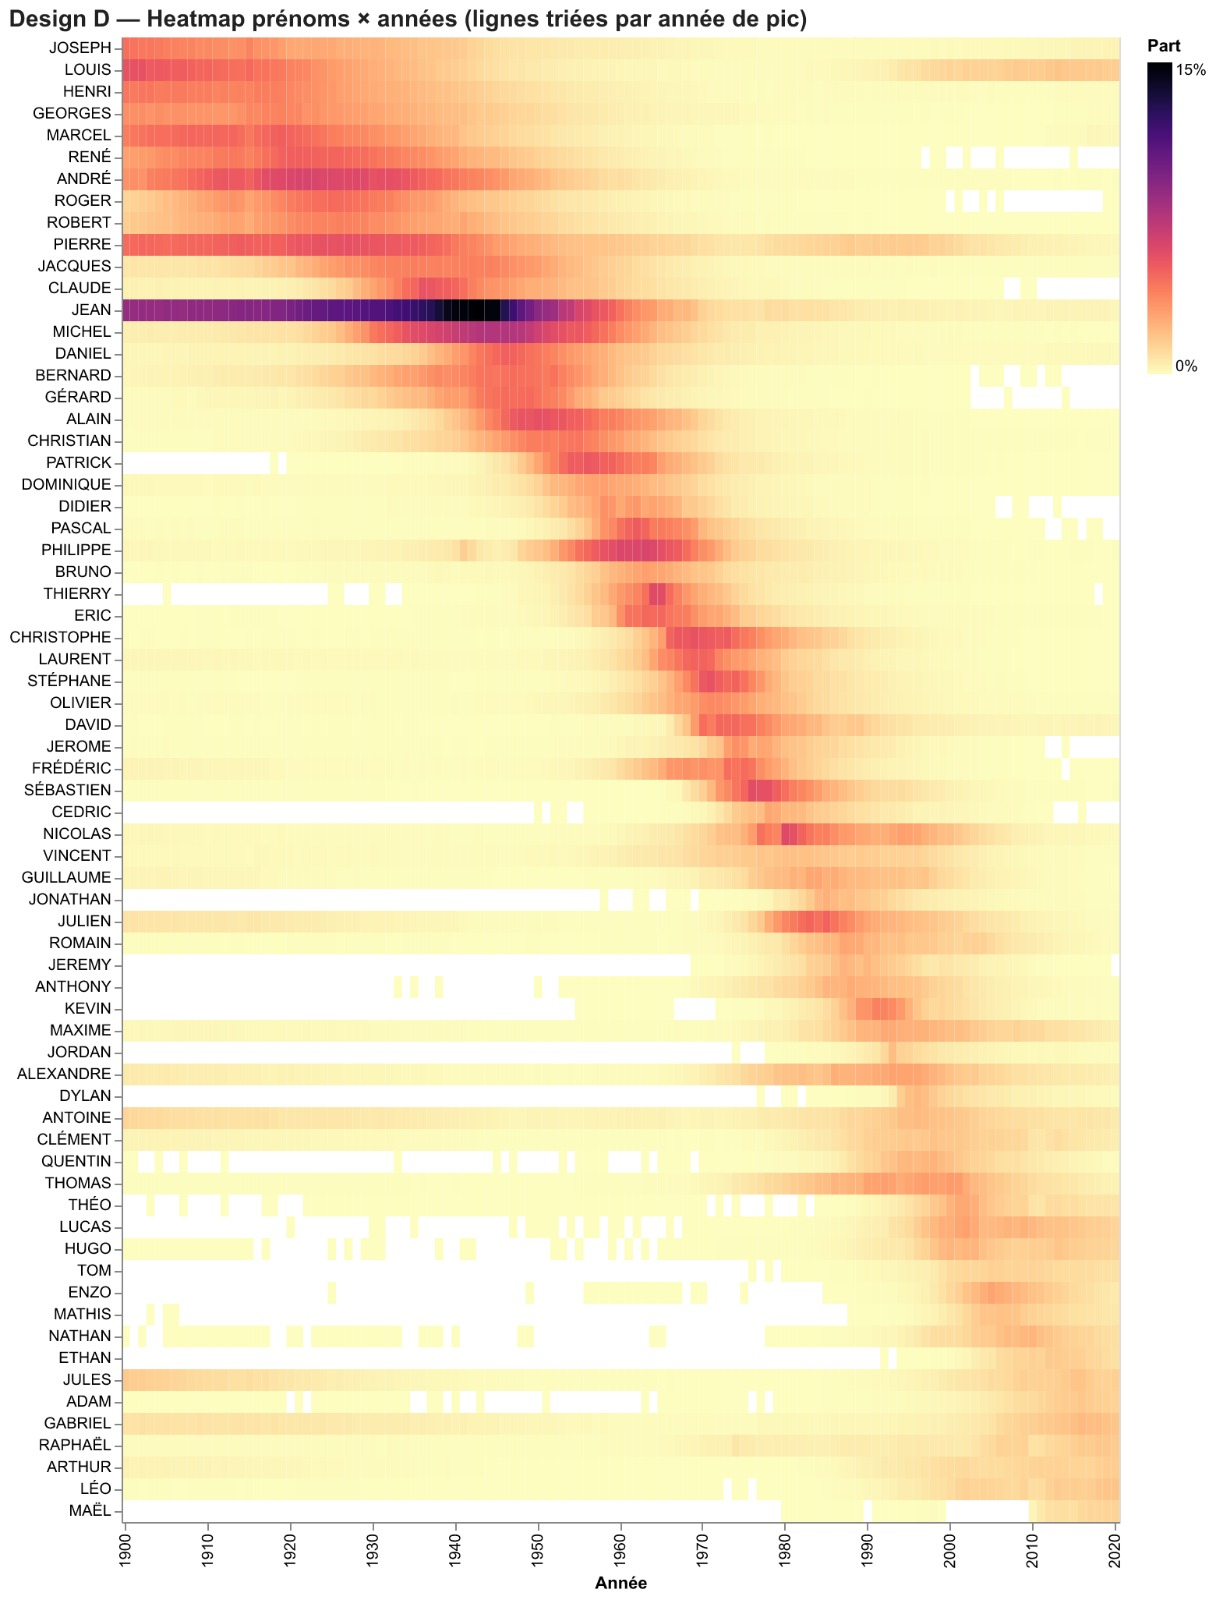 Design D — Heatmap prénoms × années (lignes triées par année de pic)
Part
15%
0%
JOSEPH
LOUIS
HENRI
GEORGES
MARCEL
RENÉ
ANDRÉ
ROGER
ROBERT
PIERRE
JACQUES
CLAUDE
JEAN
MICHEL
DANIEL
BERNARD
GÉRARD
ALAIN
CHRISTIAN
PATRICK
DOMINIQUE
DIDIER
PASCAL
PHILIPPE
BRUNO
THIERRY
ERIC
CHRISTOPHE
LAURENT
STÉPHANE
OLIVIER
DAVID
JEROME
FRÉDÉRIC
SÉBASTIEN
CEDRIC
NICOLAS
VINCENT
GUILLAUME
JONATHAN
JULIEN
ROMAIN
JEREMY
ANTHONY
KEVIN
MAXIME
JORDAN
ALEXANDRE
DYLAN
ANTOINE
CLÉMENT
QUENTIN
THOMAS
THÉO
LUCAS
HUGO
TOM
ENZO
MATHIS
NATHAN
ETHAN
JULES
ADAM
GABRIEL
RAPHAËL
ARTHUR
LÉO
MAËL
1900 1910 1920 1930 1940 1950 1960 1970 1980 1990 2000 2010 2020
Année